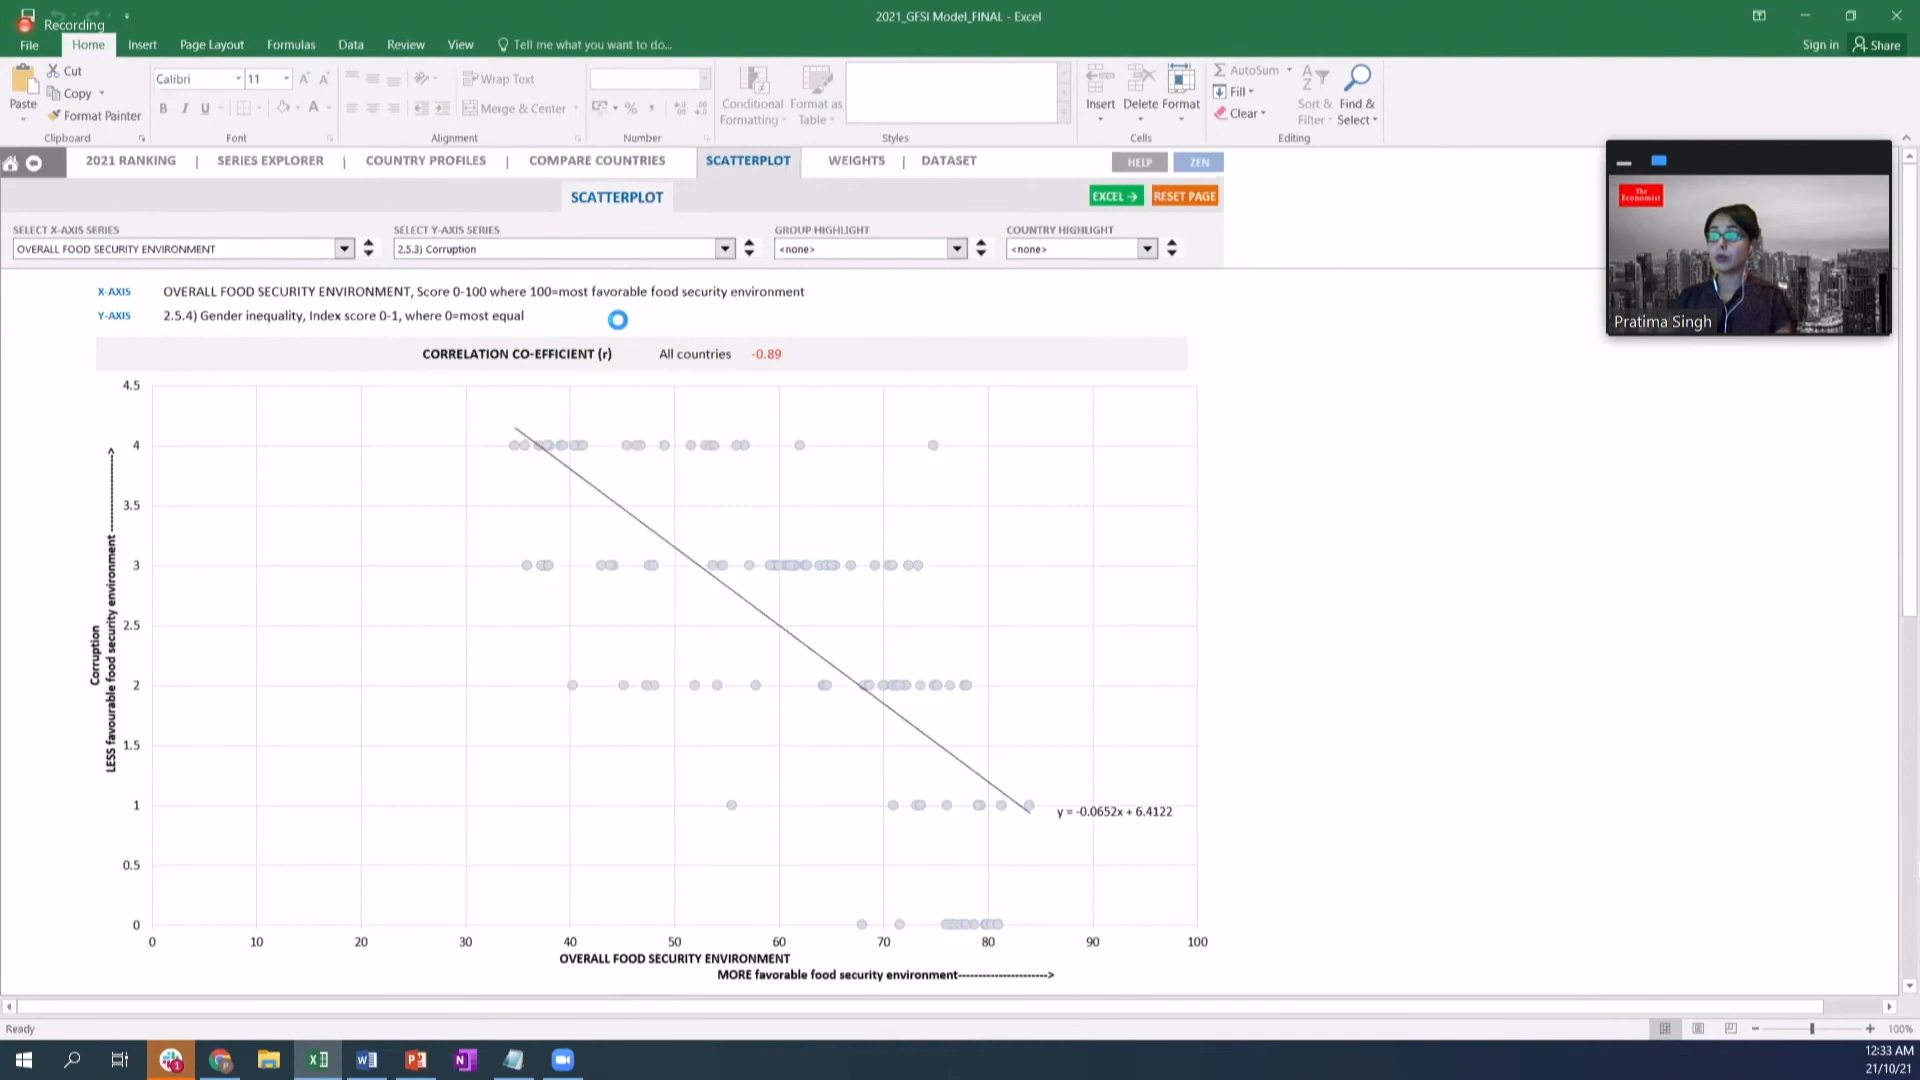 2021_GFSI Model_FINAL - Excel
Recording
File Home Insert Page Layout Formulas Data Review View Tell me what you want to do...
Sign in Share
Paste
Cut
Copy
Format Painter
Clipboard
Calibri 11
B I U
Font
Wrap Text
Merge & Center
Alignment
%
Number
Conditional Formatting
Format as Table
Styles
Insert Delete Format
Cells
AutoSum
Fill
Clear
Sort & Filter
Find & Select
Editing
2021 RANKING | SERIES EXPLORER | COUNTRY PROFILES | COMPARE COUNTRIES SCATTERPLOT WEIGHTS | DATASET HELP ZEN
SCATTERPLOT EXCEL → RESET PAGE
SELECT X-AXIS SERIES SELECT Y-AXIS SERIES GROUP HIGHLIGHT COUNTRY HIGHLIGHT
OVERALL FOOD SECURITY ENVIRONMENT 2.5.3) Corruption <none> <none>
X-AXIS OVERALL FOOD SECURITY ENVIRONMENT, Score 0-100 where 100=most favorable food security environment
Y-AXIS 2.5.4) Gender inequality, Index score 0-1, where 0=most equal
CORRELATION CO-EFFICIENT (r) All countries -0.89
4.5
4
3.5
3
2.5
2
1.5
1
0.5
0
Corruption
LESS favourable food security environment -------------------->
y = -0.0652x + 6.4122
0 10 20 30 40 50 60 70 80 90 100
OVERALL FOOD SECURITY ENVIRONMENT
MORE favorable food security environment---------------------->
The
Economist
Pratima Singh
Ready
100%
12:33 AM
21/10/21